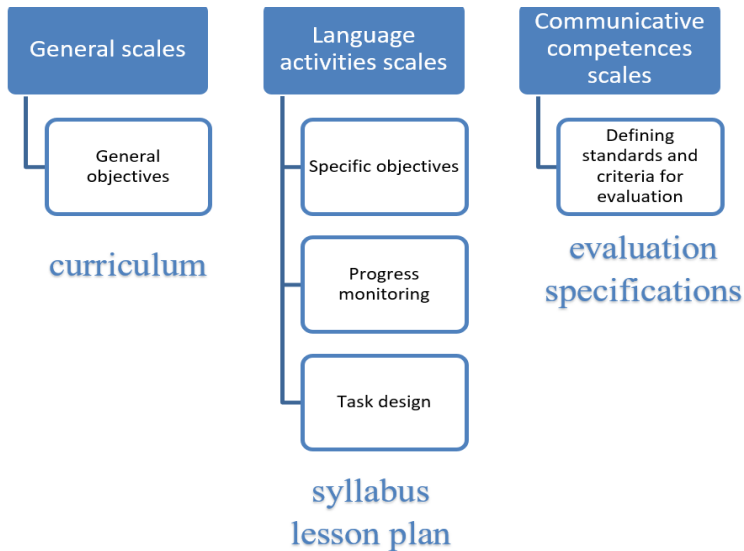 General scales
General
objectives
curriculum
Language
activities scales
Specific objectives
Progress
monitoring
Task design
syllabus
lesson plan
Communicative
competences
scales
Defining
standards and
criteria for
evaluation
evaluation
specifications